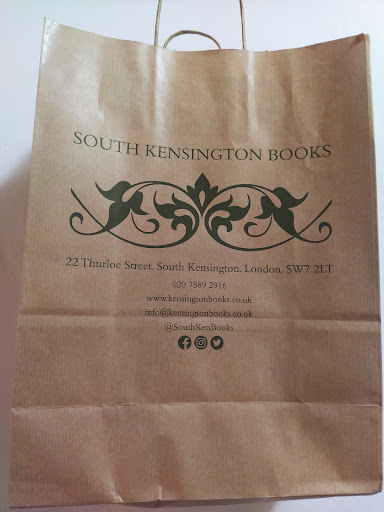 SOUTH KENSINGTON BOOKS
22 Thurloe Street. South Kensington. London. SW7 2LT
020 7589 2916
www.kensingtonbooks.co.uk
info@kensingtonbooks.co.uk
@SouthKenBooks